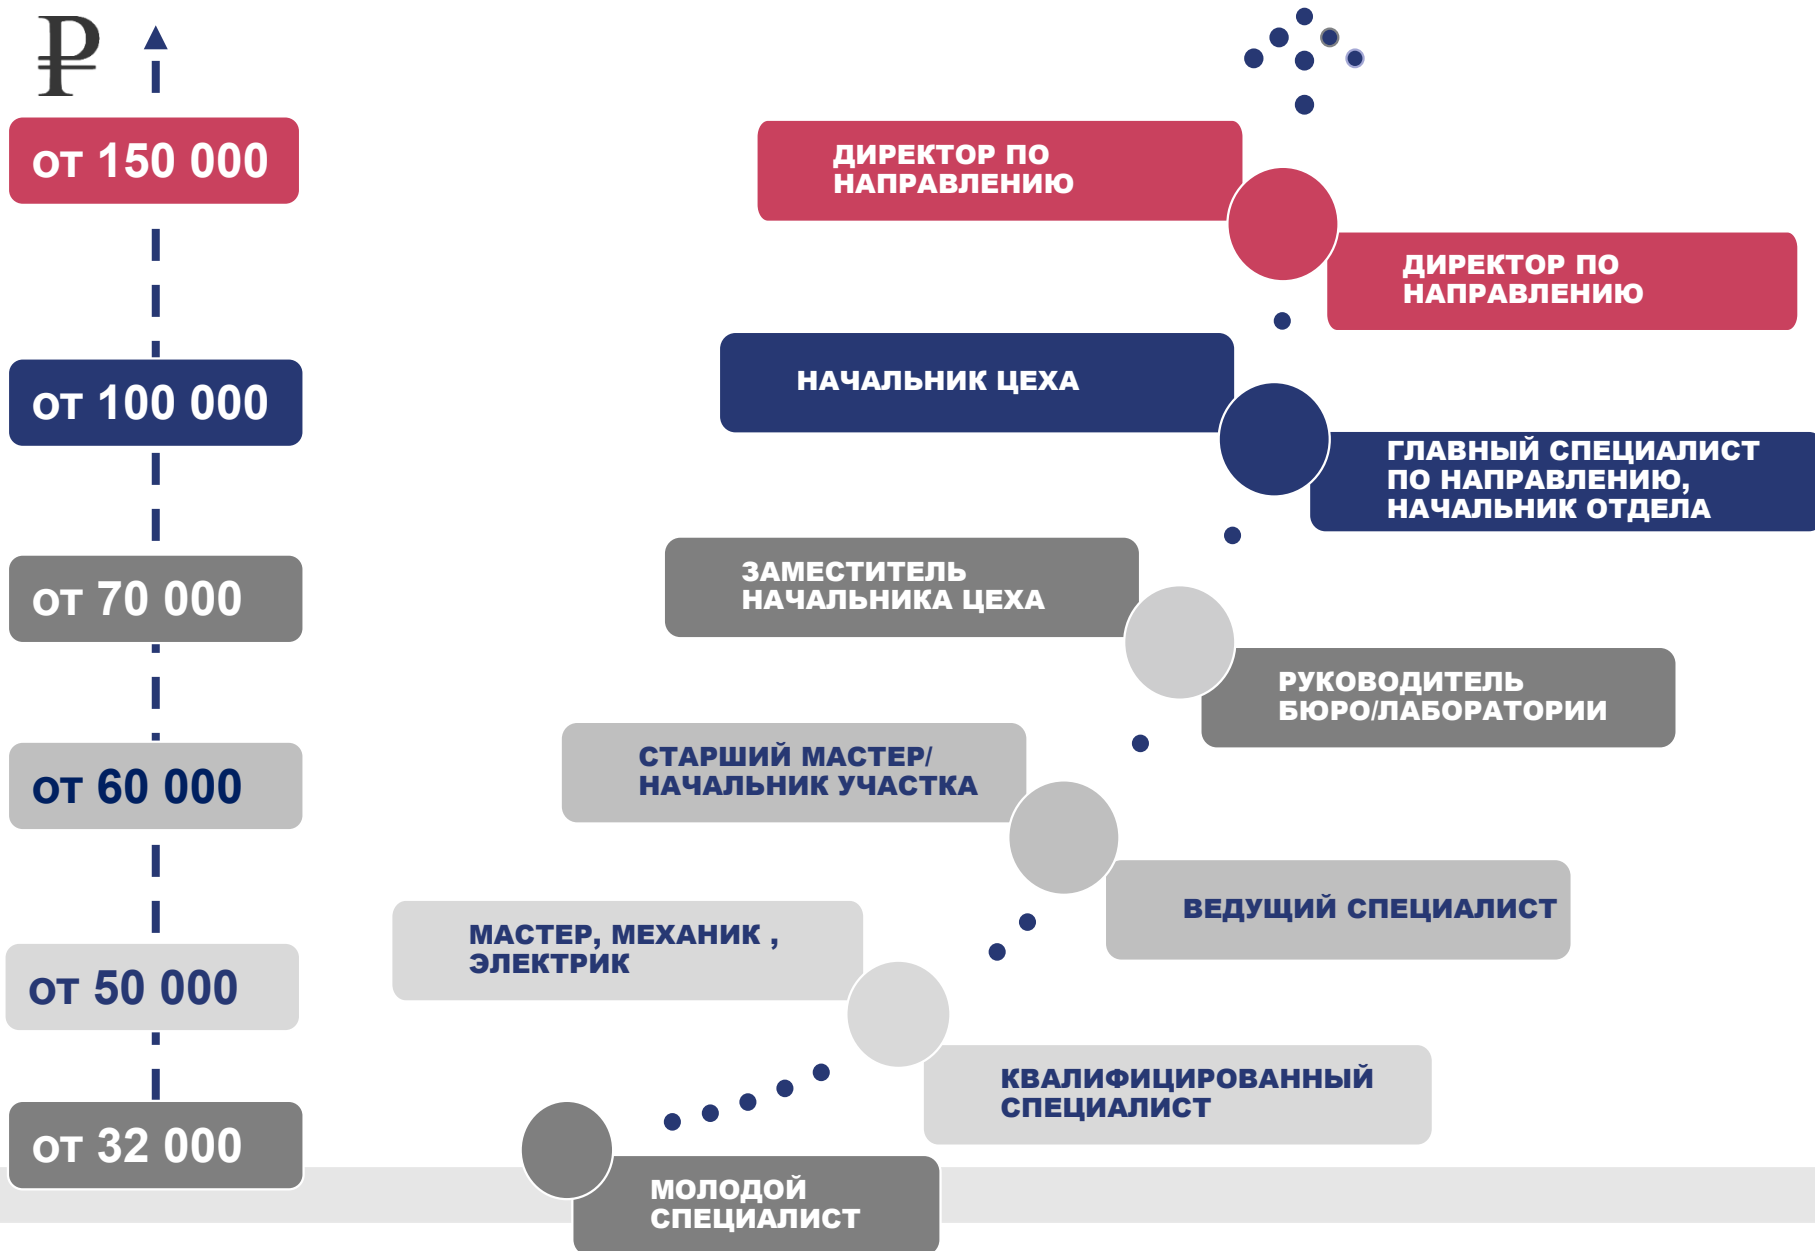 ₽
от 150 000
ДИРЕКТОР ПО
НАПРАВЛЕНИЮ
ДИРЕКТОР ПО
НАПРАВЛЕНИЮ
от 100 000
НАЧАЛЬНИК ЦЕХА
ГЛАВНЫЙ СПЕЦИАЛИСТ
ПО НАПРАВЛЕНИЮ,
НАЧАЛЬНИК ОТДЕЛА
от 70 000
ЗАМЕСТИТЕЛЬ
НАЧАЛЬНИКА ЦЕХА
РУКОВОДИТЕЛЬ
БЮРО/ЛАБОРАТОРИИ
от 60 000
СТАРШИЙ МАСТЕР/
НАЧАЛЬНИК УЧАСТКА
ВЕДУЩИЙ СПЕЦИАЛИСТ
от 50 000
МАСТЕР, МЕХАНИК ,
ЭЛЕКТРИК
КВАЛИФИЦИРОВАННЫЙ
СПЕЦИАЛИСТ
от 32 000
МОЛОДОЙ
СПЕЦИАЛИСТ